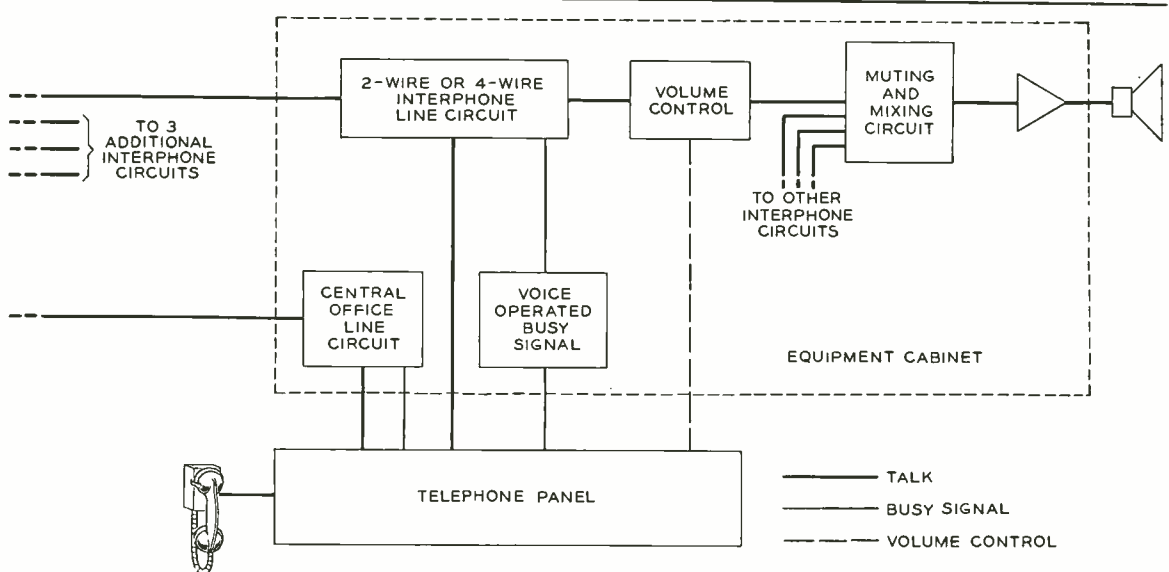 2-WIRE OR 4-WIRE
INTERPHONE
LINE CIRCUIT
VOLUME
CONTROL
MUTING
AND
MIXING
CIRCUIT
TO 3
ADDITIONAL
INTERPHONE
CIRCUITS
TO OTHER
INTERPHONE
CIRCUITS
CENTRAL
OFFICE
LINE
CIRCUIT
VOICE
OPERATED
BUSY
SIGNAL
EQUIPMENT CABINET
TELEPHONE PANEL
TALK
BUSY SIGNAL
VOLUME CONTROL